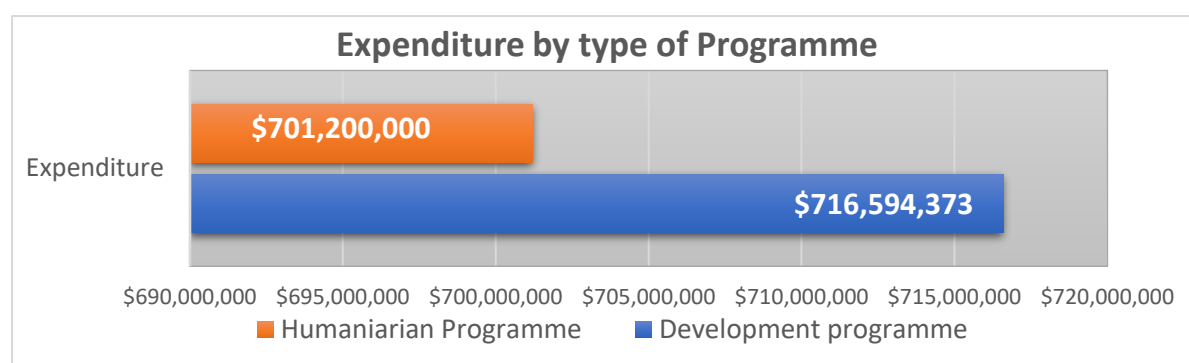 Expenditure by type of Programme
$701,200,000
Expenditure
$716,594,373
$690,000,000 $695,000,000 $700,000,000 $705,000,000 $710,000,000 $715,000,000 $720,000,000
Humaniarian Programme Development programme